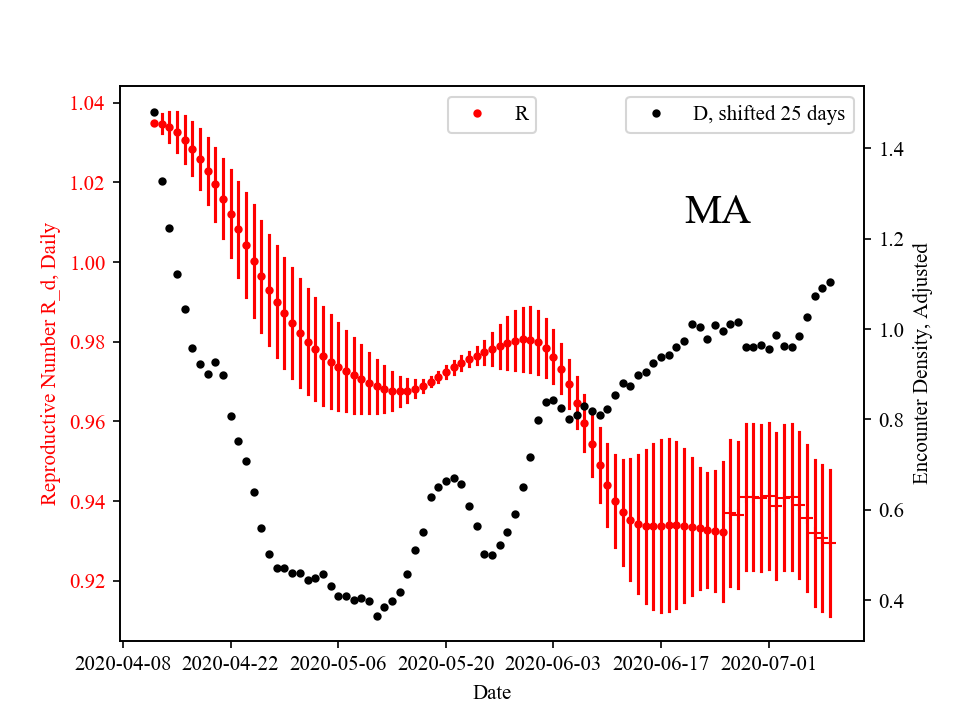 R
D, shifted 25 days
MA
Reproductive Number R_d, Daily
1.04
1.02
1.00
0.98
0.96
0.94
0.92
1.4
1.2
1.0
0.8
0.6
0.4
Encounter Density, Adjusted
2020-04-08 2020-04-22 2020-05-06 2020-05-20 2020-06-03 2020-06-17 2020-07-01
Date